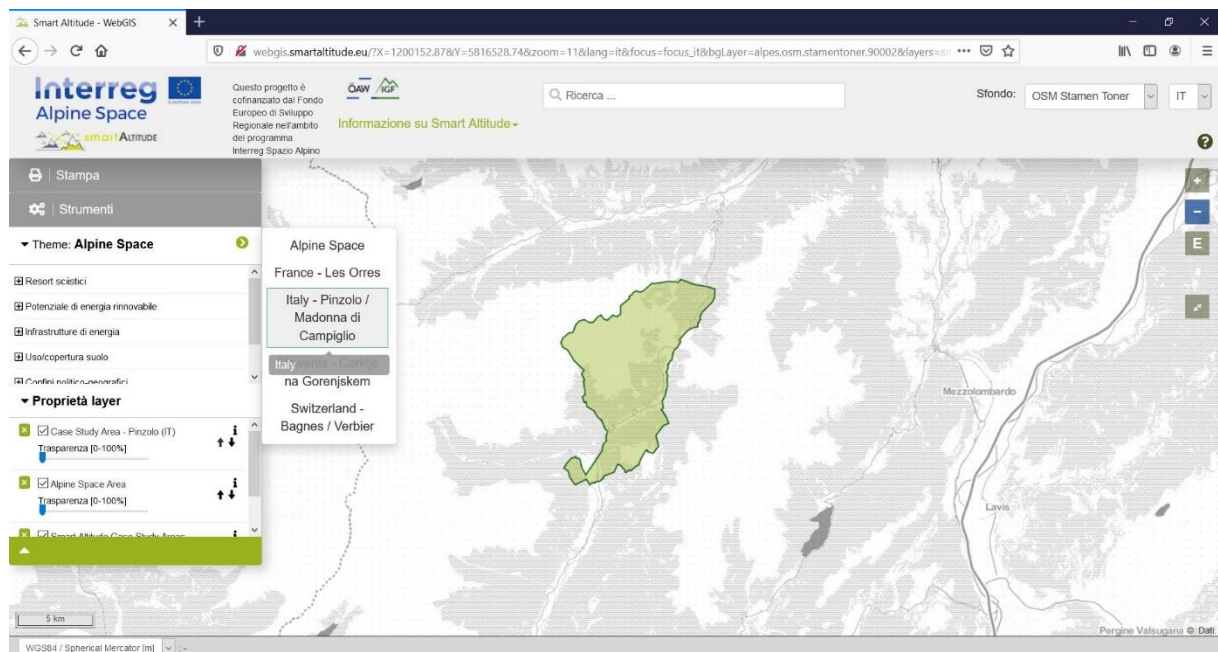 Smart Altitude - WebGIS
webgis.smartaltitude.eu/?X=1200152.87&Y=5816528.74&zoom=11&lang=it&focus=focus_it&bgLayer=alpes.osm.stamentoner.90002&layers=s
Interreg
Alpine Space
smartALTITUDE
EUROPEAN UNION
Questo progetto è
cofinanziato dal Fondo
Europeo di Sviluppo
Regionale nell'ambito
del programma
Interreg Spazio Alpino
ÖAW IGF
Informazione su Smart Altitude
Ricerca ...
Sfondo:
OSM Stamen Toner
IT
Stampa
Strumenti
Theme: Alpine Space
Resort sciistici
Potenziale di energia rinnovabile
Infrastrutture di energia
Uso/copertura suolo
Confini politico-geografici
Proprietà layer
Case Study Area - Pinzolo (IT)
Trasparenza [0-100%]
Alpine Space Area
Trasparenza [0-100%]
Smart Altitude Case Study Areas
Alpine Space
France - Les Orres
Italy - Pinzolo /
Madonna di
Campiglio
Italy
na Gorenjskem
Switzerland -
Bagnes / Verbier
E
Mezzolombardo
Lavis
Pergine Valsugana © Dati
5 km
WGS84 / Spherical Mercator [m] : -